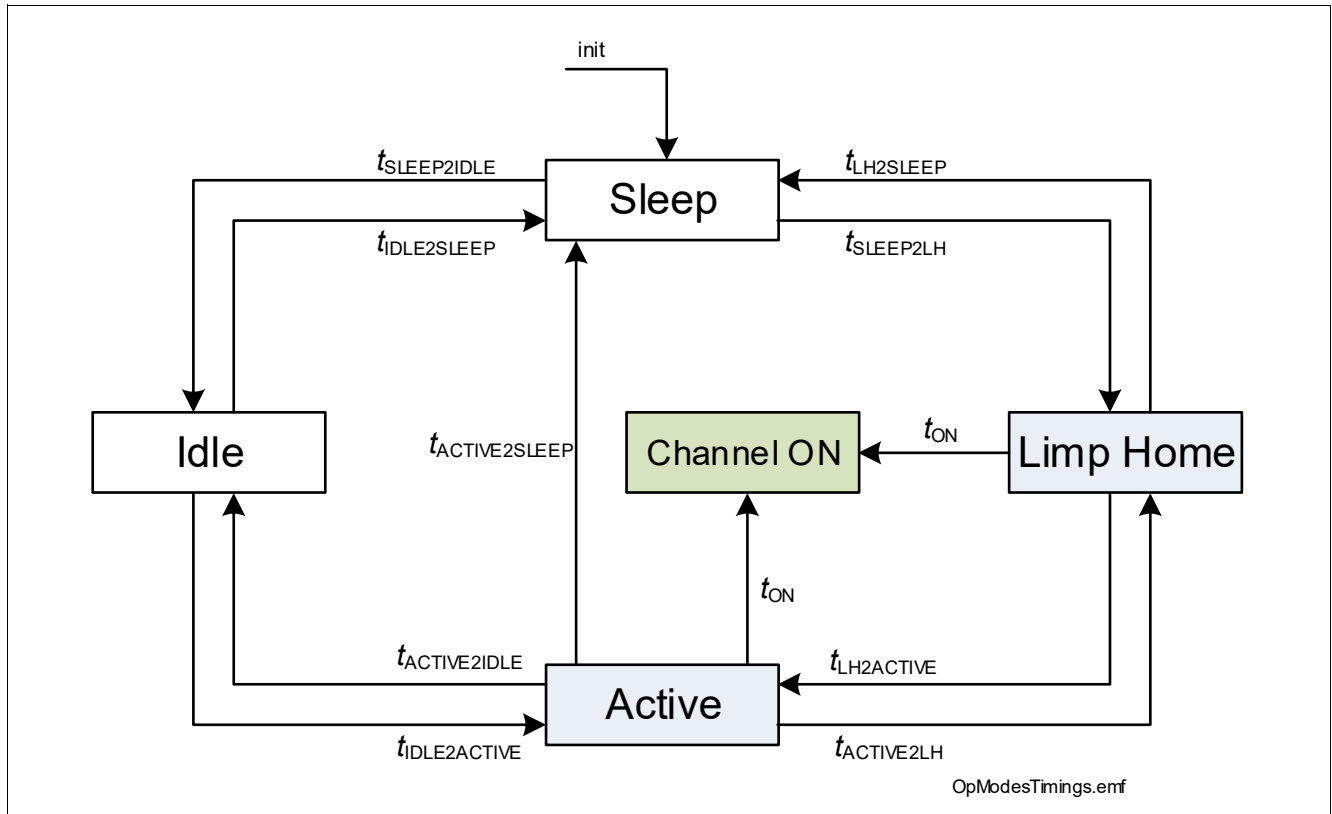 init
tSLEEP2IDLE
tLH2SLEEP
Sleep
tIDLE2SLEEP
tSLEEP2LH
Idle
tACTIVE2SLEEP
Channel ON
tON
Limp Home
tON
tACTIVE2IDLE
tLH2ACTIVE
Active
tIDLE2ACTIVE
tACTIVE2LH
OpModesTimings.emf